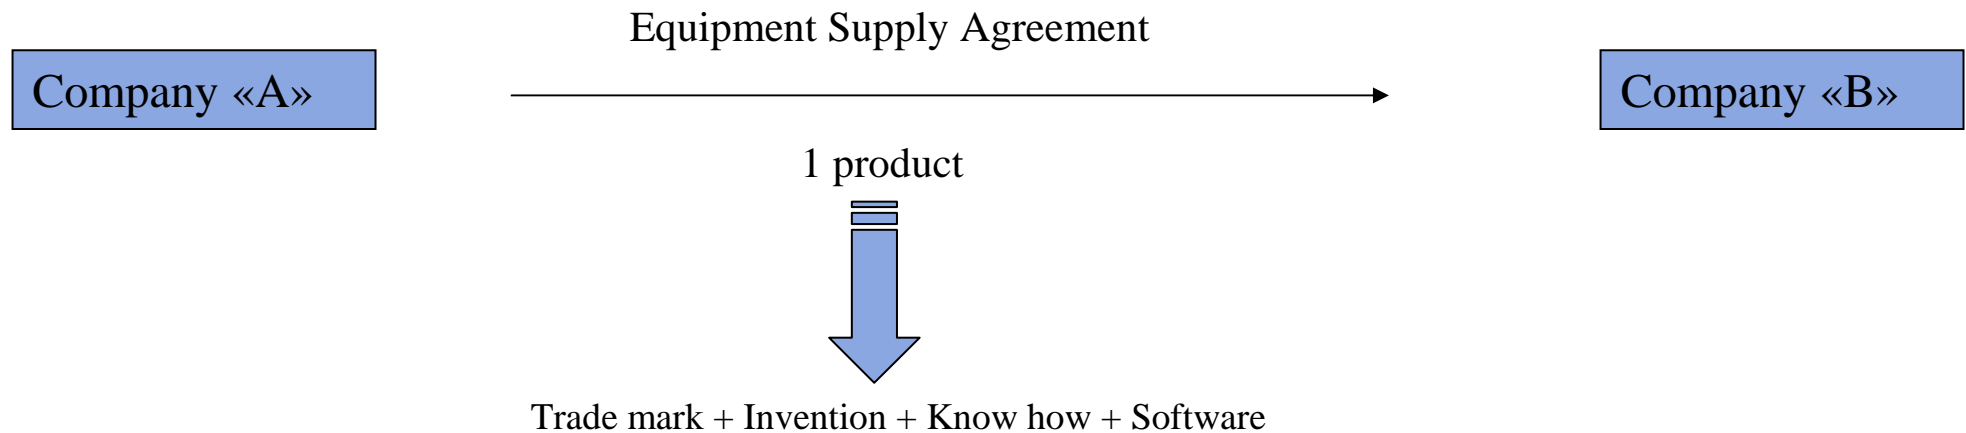 Equipment Supply Agreement
Company «A»
Company «B»
1 product
Trade mark + Invention + Know how + Software